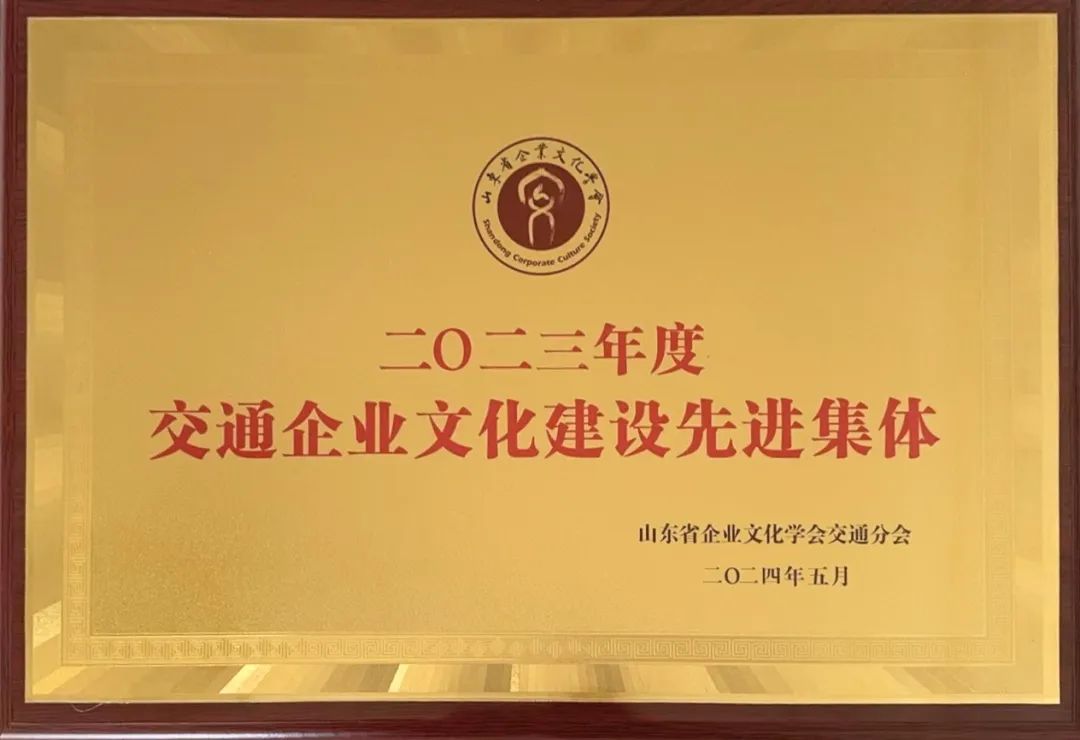 山东省企業文化学會
Shandong Corporate Culture Society
二〇二三年度
交通企业文化建设先进集体
山东省企业文化学会交通分会
二〇二四年五月